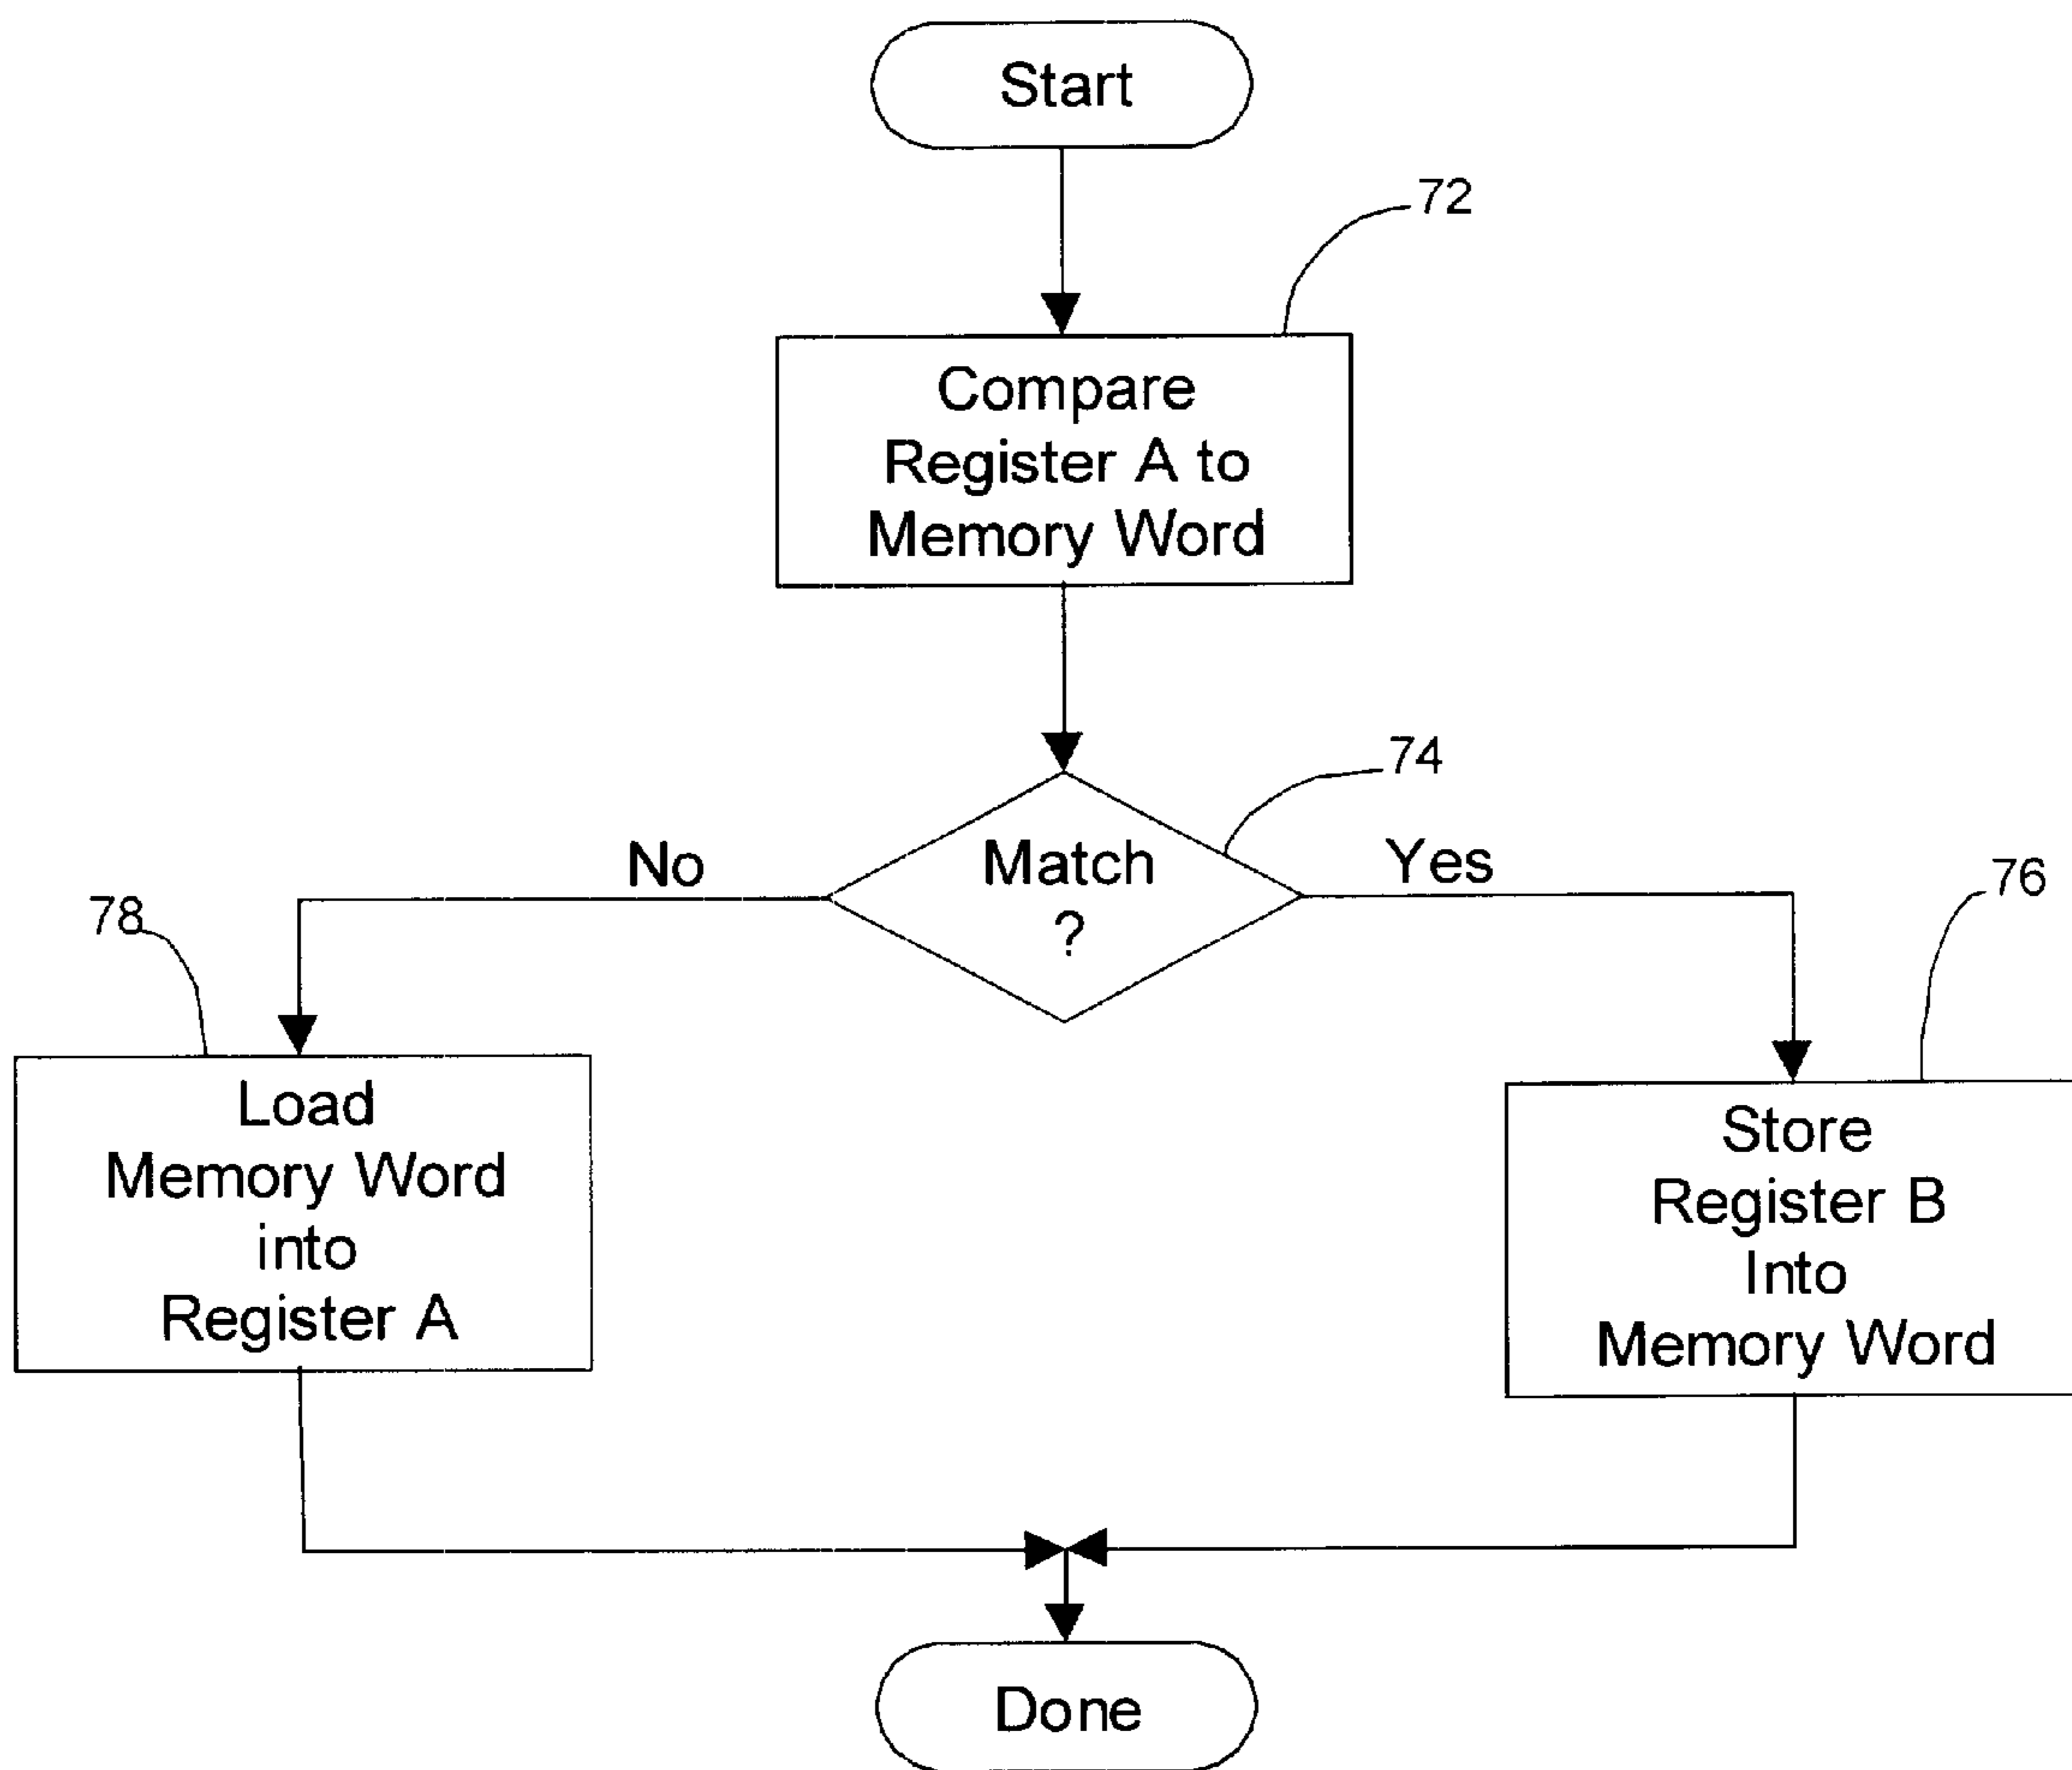 Start
72
Compare
Register A to
Memory Word
74
Match
?
No
Yes
78
76
Load
Memory Word
into
Register A
Store
Register B
Into
Memory Word
Done